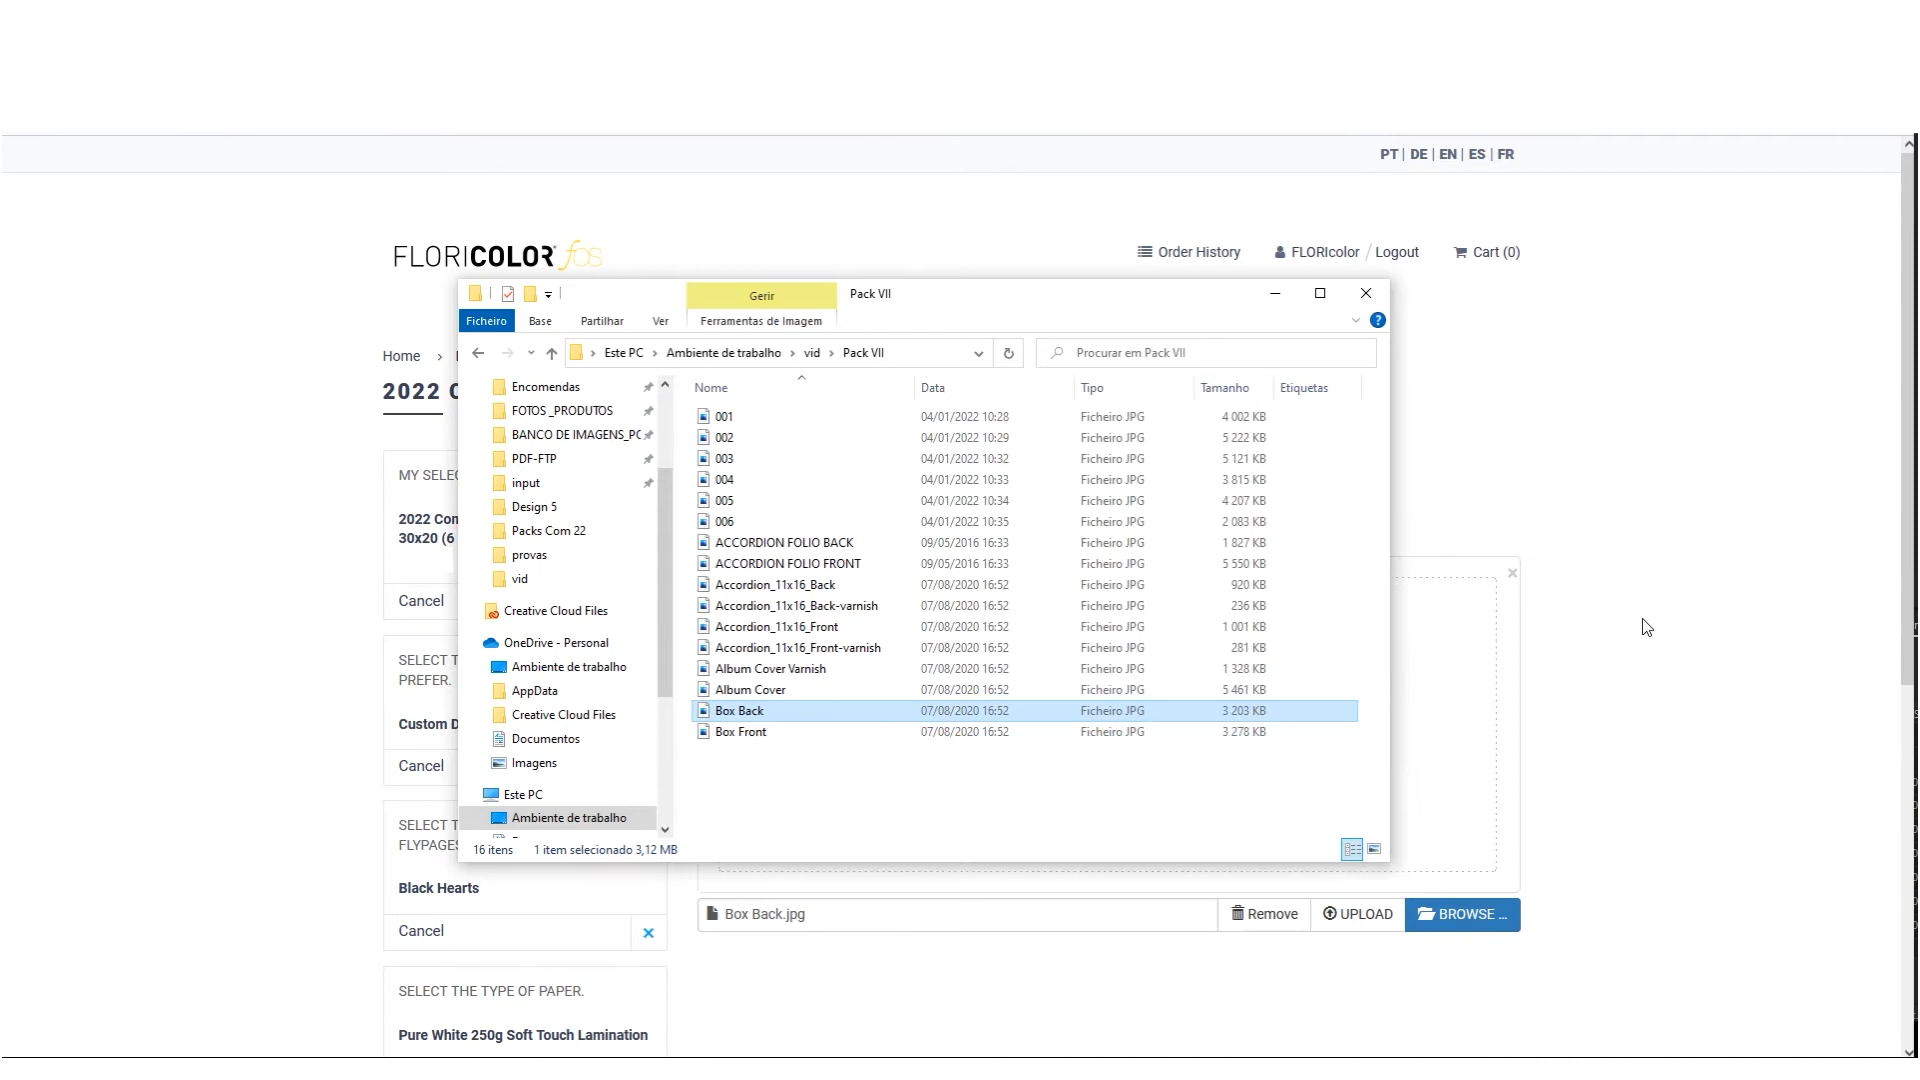 PT | DE | EN | ES | FR
FLORICOLOR fos
Order History
FLORIcolor / Logout
Cart (0)
Home ›
2022
MY SELEC
2022 Con
30x20 (6
Cancel
SELECT T
PREFER.
Custom D
Cancel
SELECT T
FLYPAGES
Black Hearts
Cancel
SELECT THE TYPE OF PAPER.
Pure White 250g Soft Touch Lamination
Gerir
Pack VII
Ficheiro
Base
Partilhar
Ver
Ferramentas de Imagem
Este PC › Ambiente de trabalho › vid › Pack VII
Procurar em Pack VII
Encomendas
FOTOS _PRODUTOS
BANCO DE IMAGENS_PC
PDF-FTP
input
Design 5
Packs Com 22
provas
vid
Creative Cloud Files
OneDrive - Personal
Ambiente de trabalho
AppData
Creative Cloud Files
Documentos
Imagens
Este PC
Ambiente de trabalho
Nome Data Tipo Tamanho Etiquetas
001 04/01/2022 10:28 Ficheiro JPG 4 002 KB
002 04/01/2022 10:29 Ficheiro JPG 5 222 KB
003 04/01/2022 10:32 Ficheiro JPG 5 121 KB
004 04/01/2022 10:33 Ficheiro JPG 3 815 KB
005 04/01/2022 10:34 Ficheiro JPG 4 207 KB
006 04/01/2022 10:35 Ficheiro JPG 2 083 KB
ACCORDION FOLIO BACK 09/05/2016 16:33 Ficheiro JPG 1 827 KB
ACCORDION FOLIO FRONT 09/05/2016 16:33 Ficheiro JPG 5 550 KB
Accordion_11x16_Back 07/08/2020 16:52 Ficheiro JPG 920 KB
Accordion_11x16_Back-varnish 07/08/2020 16:52 Ficheiro JPG 236 KB
Accordion_11x16_Front 07/08/2020 16:52 Ficheiro JPG 1 001 KB
Accordion_11x16_Front-varnish 07/08/2020 16:52 Ficheiro JPG 281 KB
Album Cover Varnish 07/08/2020 16:52 Ficheiro JPG 1 328 KB
Album Cover 07/08/2020 16:52 Ficheiro JPG 5 461 KB
Box Back 07/08/2020 16:52 Ficheiro JPG 3 203 KB
Box Front 07/08/2020 16:52 Ficheiro JPG 3 278 KB
16 itens 1 item selecionado 3,12 MB
Box Back.jpg
Remove
UPLOAD
BROWSE ...